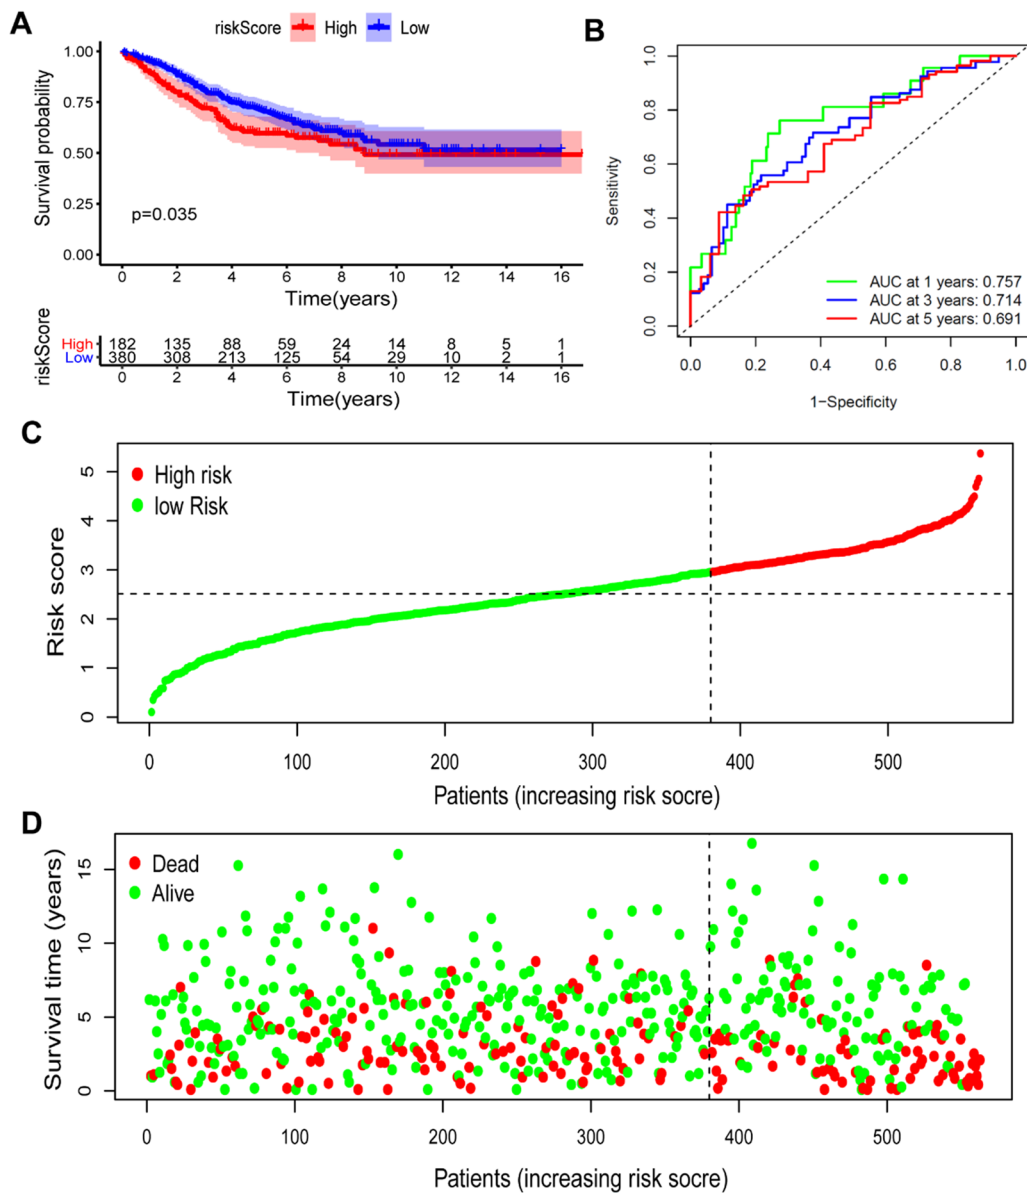 A
riskScore High Low
1.00
0.75
0.50
0.25
0.00
Survival probability
p=0.035
0 2 4 6 8 10 12 14 16
Time(years)
riskScore
High 182 135 88 59 24 14 8 5 1
Low 380 308 213 125 54 29 10 2 1
0 2 4 6 8 10 12 14 16
Time(years)
B
1.0
0.8
0.6
0.4
0.2
0.0
Sensitivity
AUC at 1 years: 0.757
AUC at 3 years: 0.714
AUC at 5 years: 0.691
0.0 0.2 0.4 0.6 0.8 1.0
1−Specificity
C
High risk
low Risk
5
4
3
2
1
0
Risk score
0 100 200 300 400 500
Patients (increasing risk socre)
D
Dead
Alive
15
10
5
0
Survival time (years)
0 100 200 300 400 500
Patients (increasing risk socre)